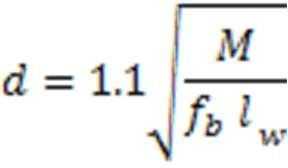 d = 1.1 √(M / (f_b l_w))